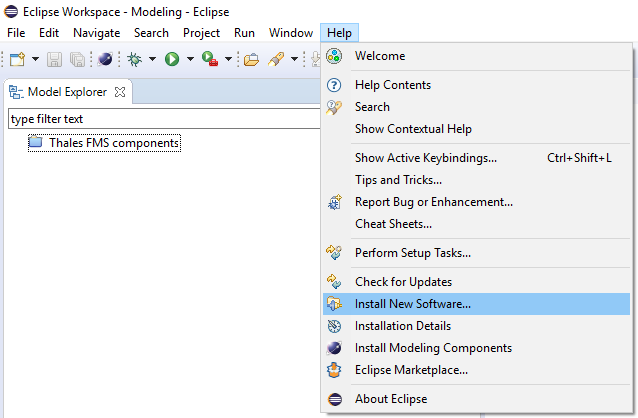 Eclipse Workspace - Modeling - Eclipse
File Edit Navigate Search Project Run Window Help
Model Explorer
type filter text
Thales FMS components
Welcome
Help Contents
Search
Show Contextual Help
Show Active Keybindings... Ctrl+Shift+L
Tips and Tricks...
Report Bug or Enhancement...
Cheat Sheets...
Perform Setup Tasks...
Check for Updates
Install New Software...
Installation Details
Install Modeling Components
Eclipse Marketplace...
About Eclipse